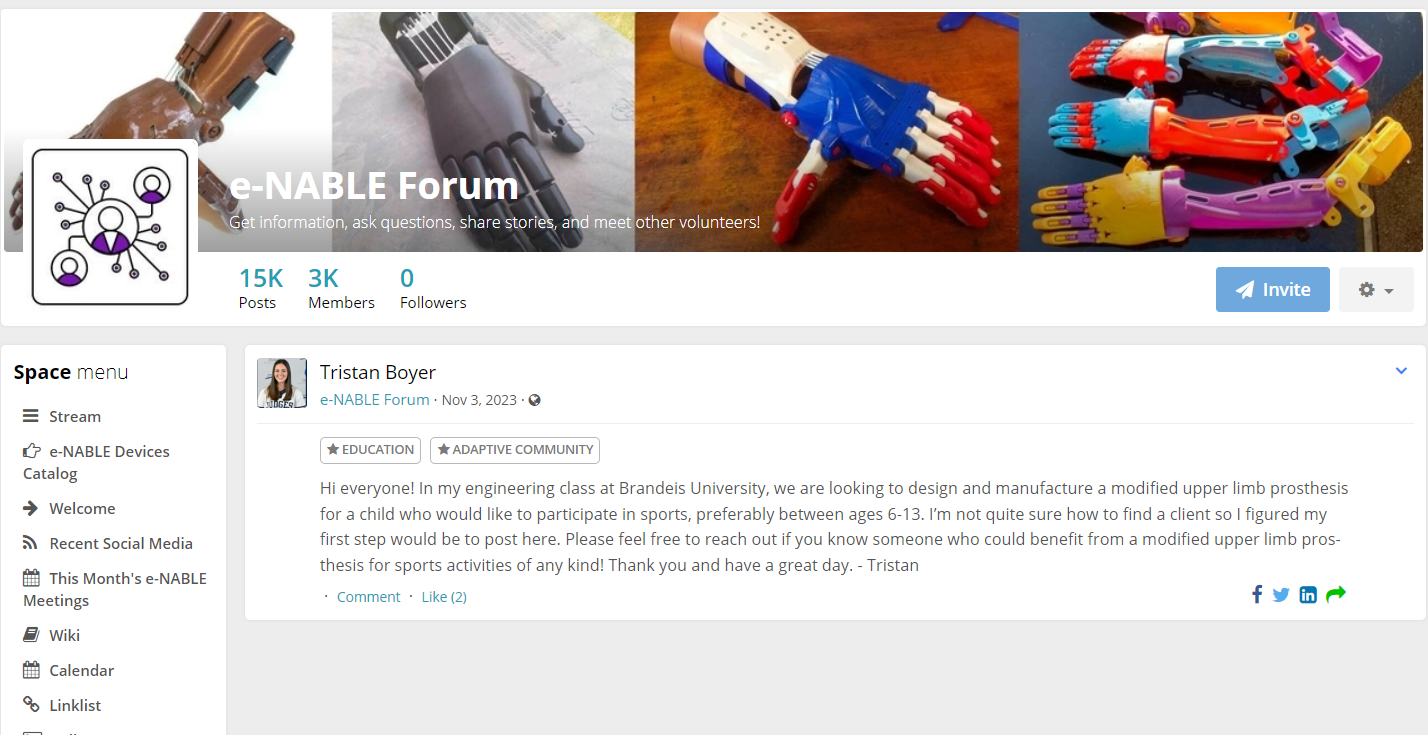 e-NABLE Forum
Get information, ask questions, share stories, and meet other volunteers!
15K 3K 0
Posts Members Followers
Invite
Space menu
Stream
e-NABLE Devices
Catalog
Welcome
Recent Social Media
This Month's e-NABLE
Meetings
Wiki
Calendar
Linklist
Tristan Boyer
e-NABLE Forum · Nov 3, 2023 ·
EDUCATION ADAPTIVE COMMUNITY
Hi everyone! In my engineering class at Brandeis University, we are looking to design and manufacture a modified upper limb prosthesis
for a child who would like to participate in sports, preferably between ages 6-13. I’m not quite sure how to find a client so I figured my
first step would be to post here. Please feel free to reach out if you know someone who could benefit from a modified upper limb pros-
thesis for sports activities of any kind! Thank you and have a great day. - Tristan
· Comment · Like (2)